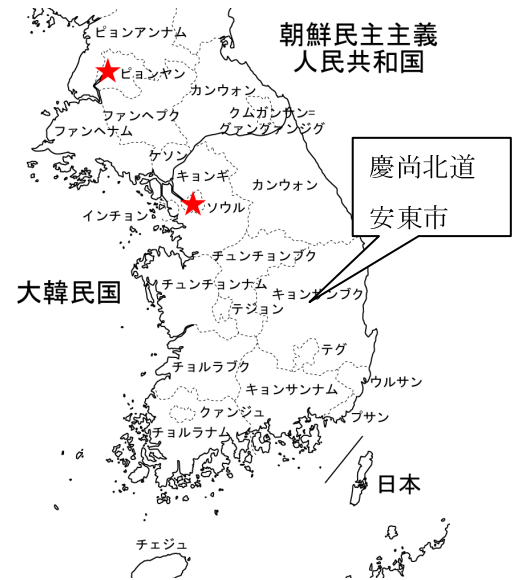 ピョンアンナム
朝鮮民主主義
人民共和国
ピョンヤン
カンウォン
ファンヘブク
クムガンサン=
グァングァンジグ
ファンヘナム
ケソン
キョンギ
カンウォン
慶尚北道
安東市
インチョン
ソウル
チュンチョンブク
大韓民国
チュンチョンナム
キョンサンブク
テジョン
テグ
チョルラブク
キョンサンナム
ウルサン
クァンジュ
プサン
チョルラナム
日本
チェジュ